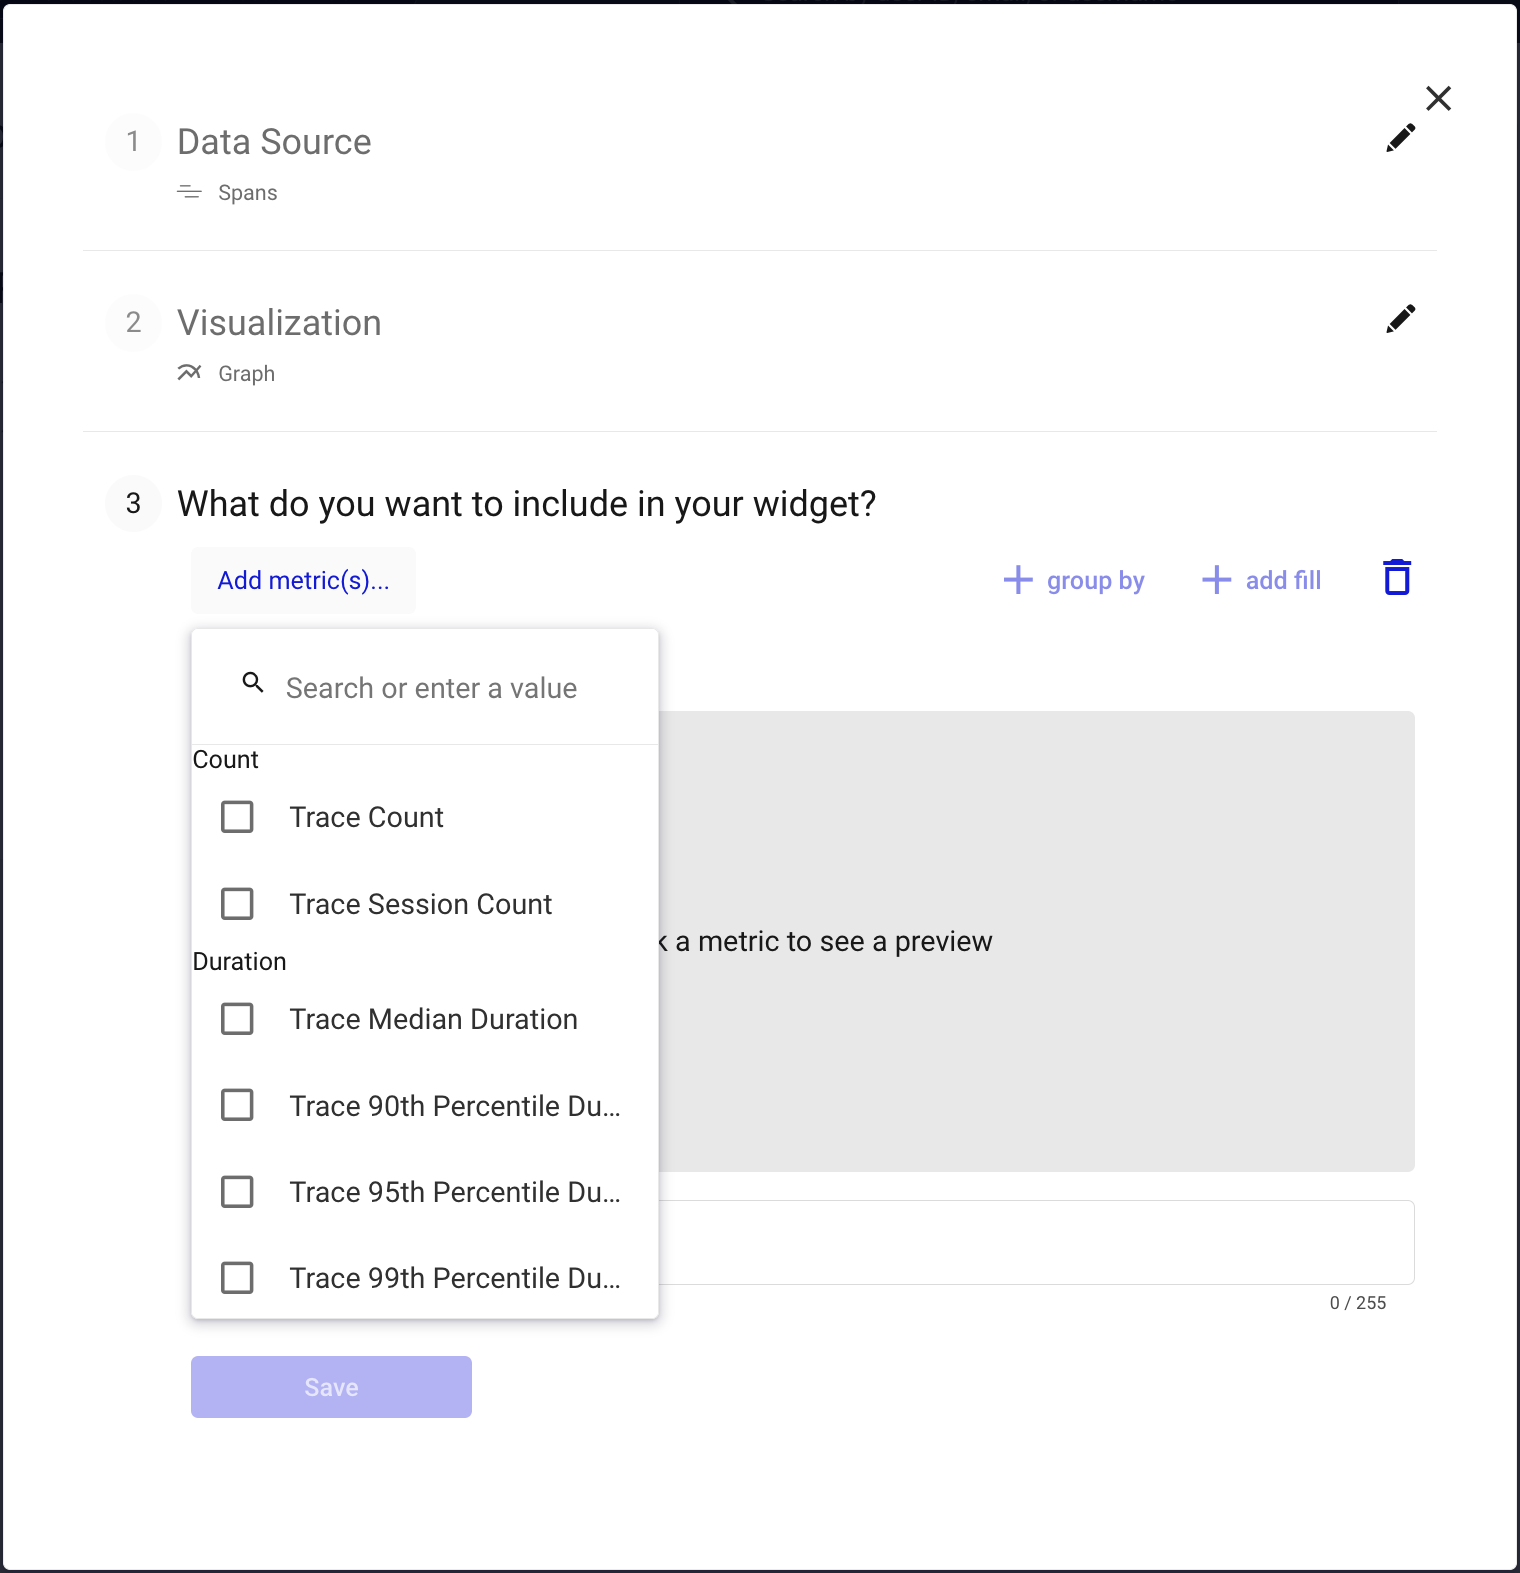 1 Data Source
Spans
2 Visualization
Graph
3 What do you want to include in your widget?
Add metric(s)...
group by
add fill
Search or enter a value
Count
Trace Count
Trace Session Count
a metric to see a preview
Duration
Trace Median Duration
Trace 90th Percentile Du...
Trace 95th Percentile Du...
Trace 99th Percentile Du...
0 / 255
Save